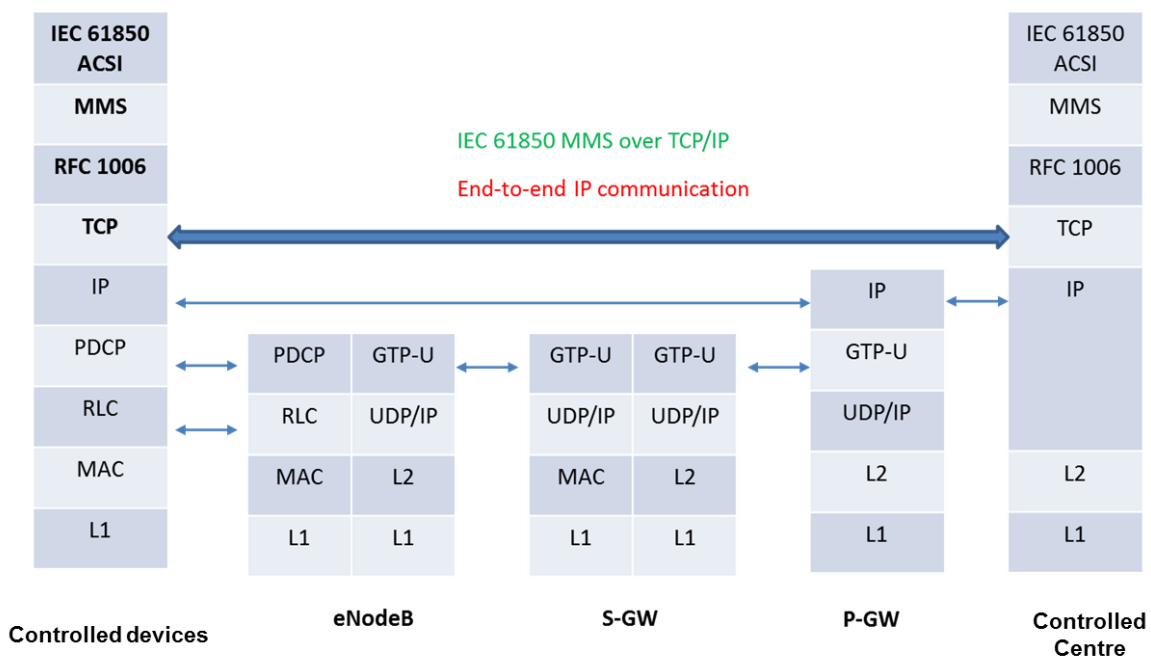 IEC 61850
ACSI
MMS
RFC 1006
TCP
IP
PDCP
RLC
MAC
L1
Controlled devices
IEC 61850 MMS over TCP/IP
End-to-end IP communication
PDCP GTP-U
RLC UDP/IP
MAC L2
L1 L1
eNodeB
GTP-U GTP-U
UDP/IP UDP/IP
MAC L2
L1 L1
S-GW
IP
GTP-U
UDP/IP
L2
L1
P-GW
IEC 61850
ACSI
MMS
RFC 1006
TCP
IP
L2
L1
Controlled
Centre